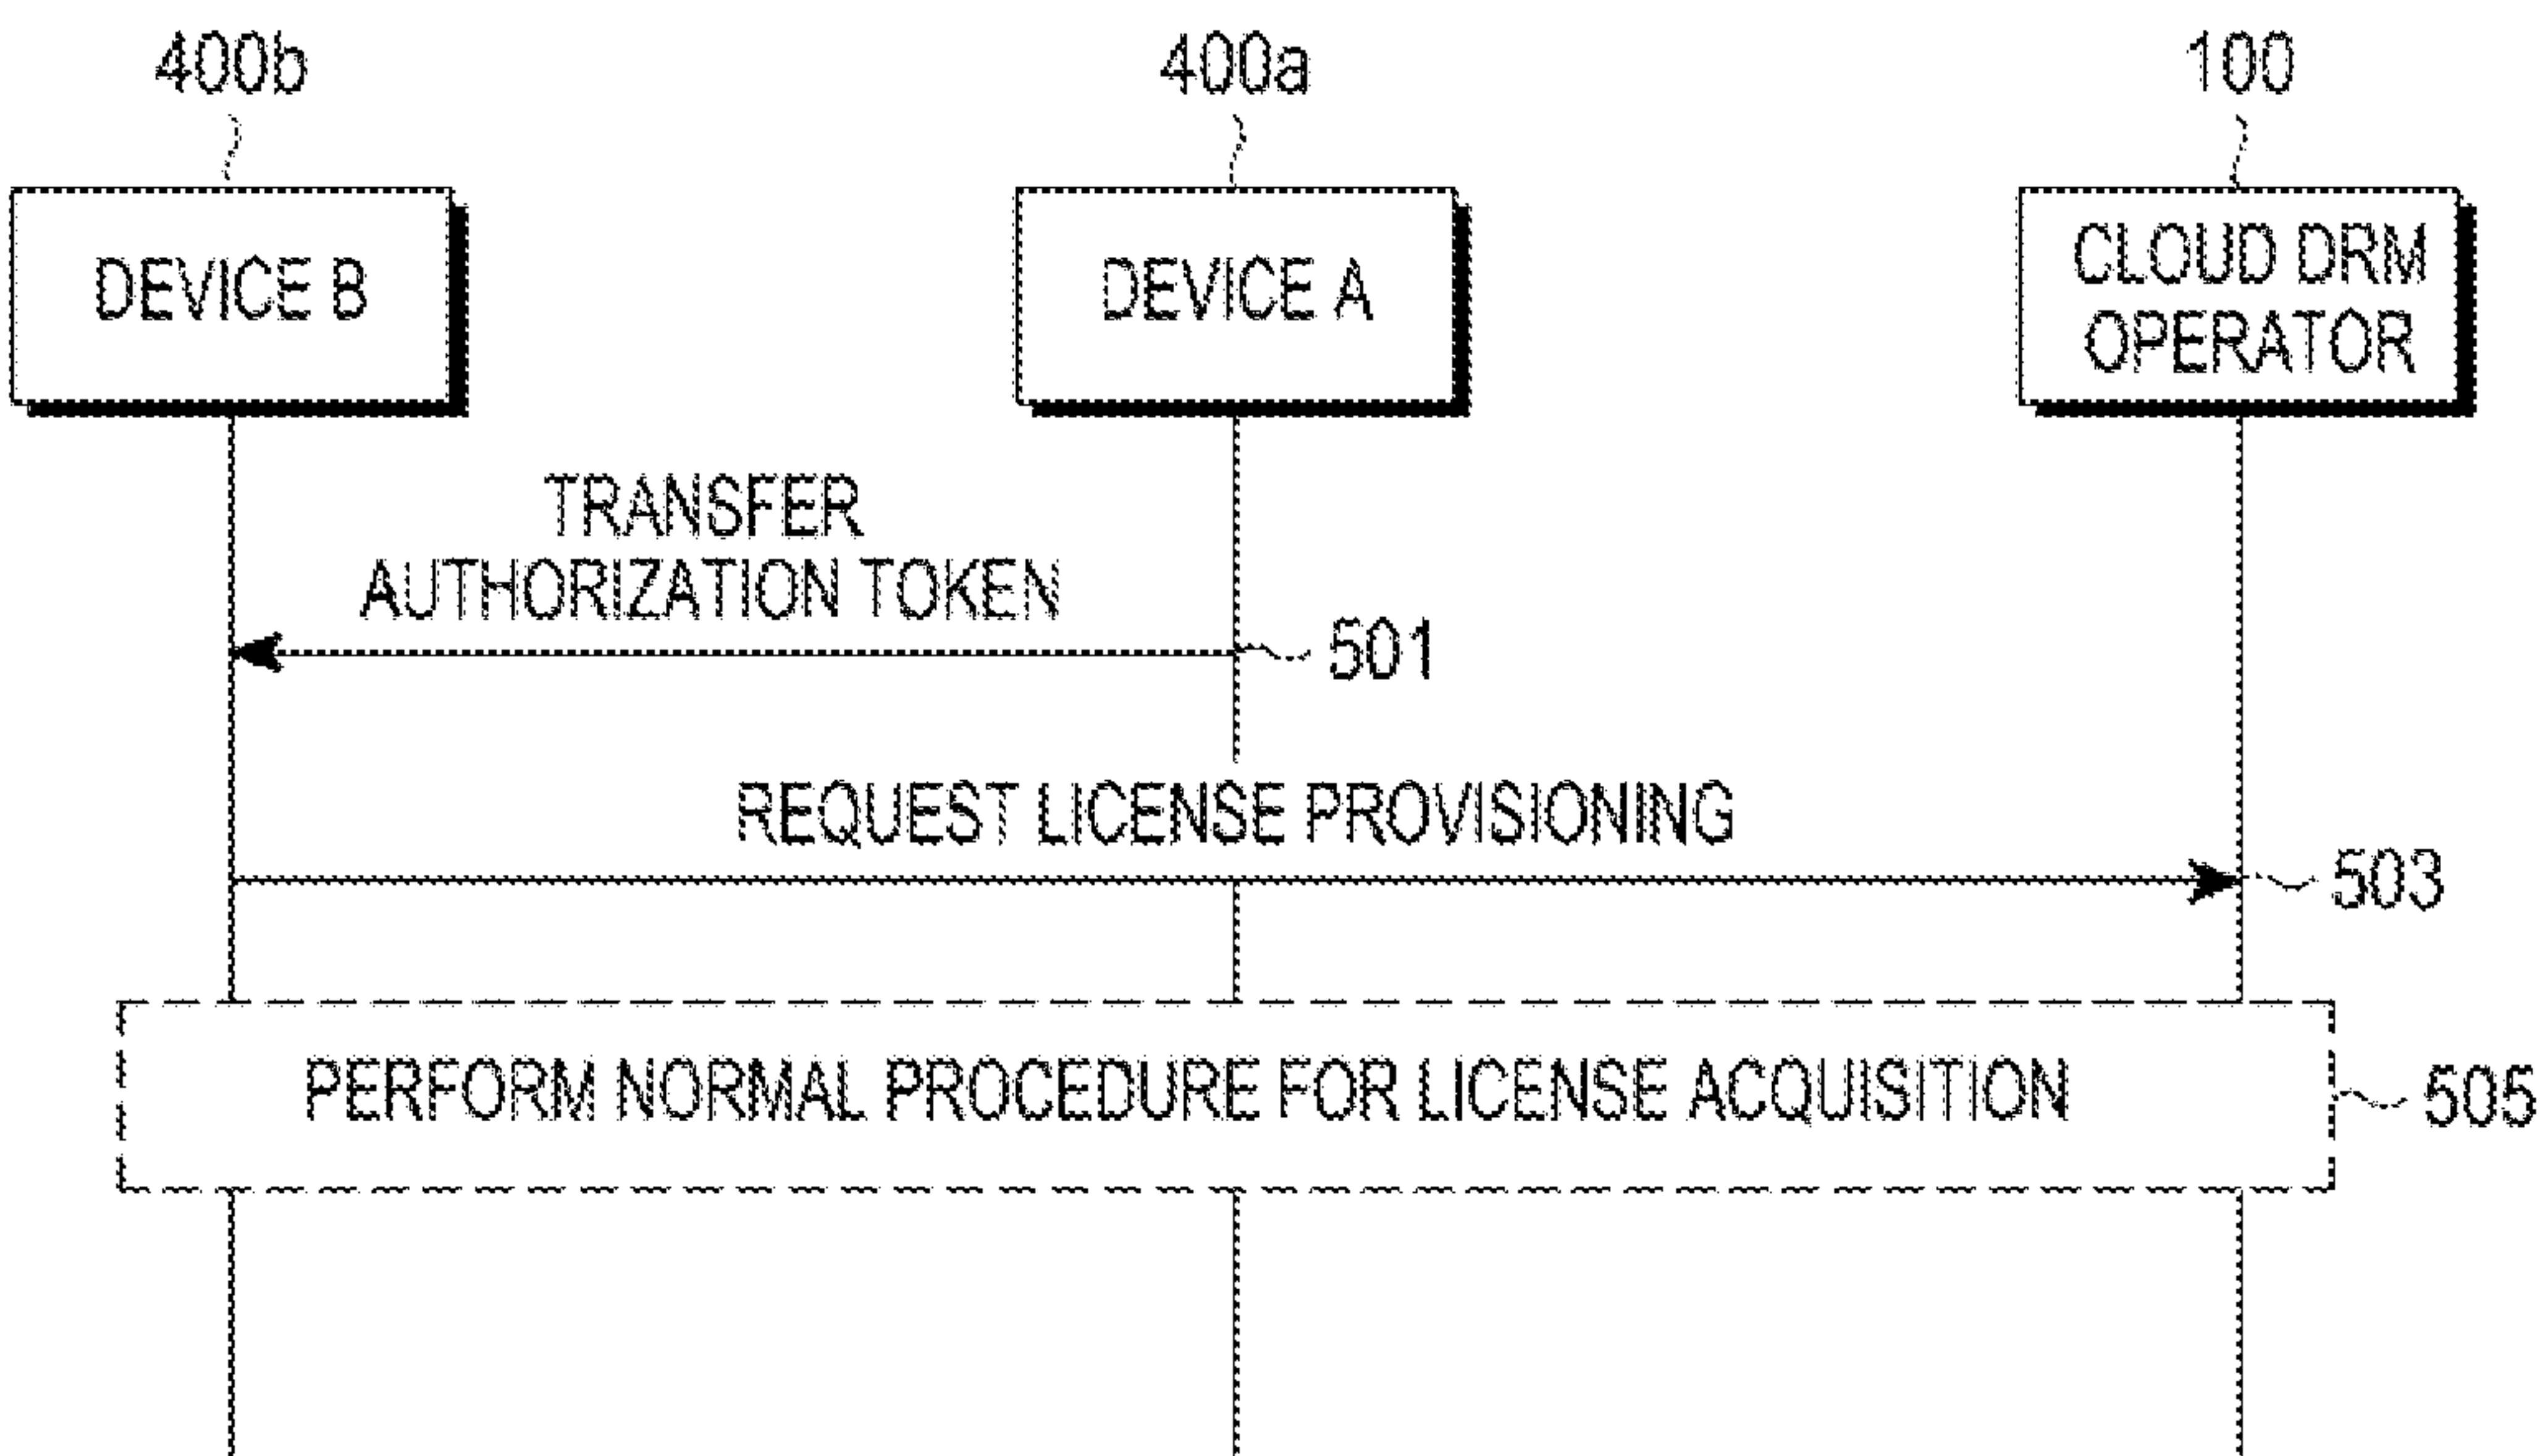 400b
400a
100
DEVICE B
DEVICE A
CLOUD DRM
OPERATOR
TRANSFER
AUTHORIZATION TOKEN
501
REQUEST LICENSE PROVISIONING
503
PERFORM NORMAL PROCEDURE FOR LICENSE ACQUISITION
505